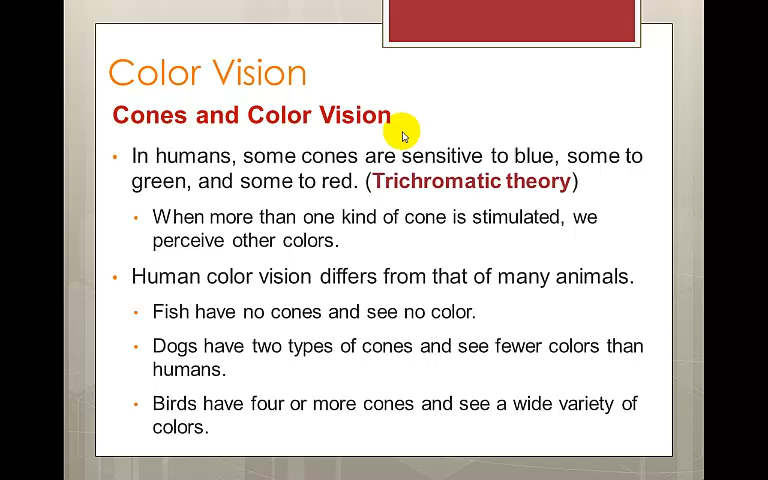 Color Vision
Cones and Color Vision
• In humans, some cones are sensitive to blue, some to
green, and some to red. (Trichromatic theory)
• When more than one kind of cone is stimulated, we
perceive other colors.
• Human color vision differs from that of many animals.
• Fish have no cones and see no color.
• Dogs have two types of cones and see fewer colors than
humans.
• Birds have four or more cones and see a wide variety of
colors.